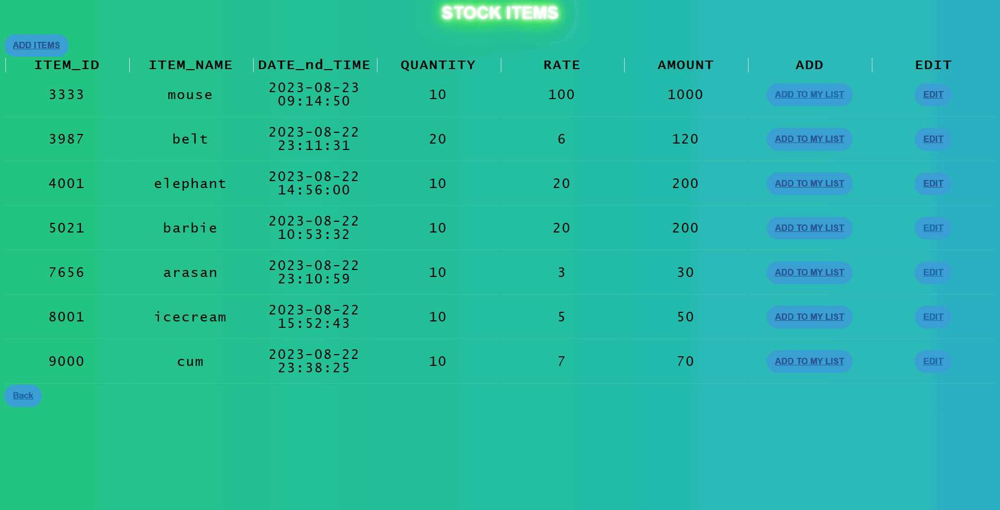 STOCK ITEMS
ADD ITEMS
ITEM_ID ITEM_NAME DATE_nd_TIME QUANTITY RATE AMOUNT ADD EDIT
3333 mouse 2023-08-23 09:14:50 10 100 1000 ADD TO MY LIST EDIT
3987 belt 2023-08-22 23:11:31 20 6 120 ADD TO MY LIST EDIT
4001 elephant 2023-08-22 14:56:00 10 20 200 ADD TO MY LIST EDIT
5021 barbie 2023-08-22 10:53:32 10 20 200 ADD TO MY LIST EDIT
7656 arasan 2023-08-22 23:10:59 10 3 30 ADD TO MY LIST EDIT
8001 icecream 2023-08-22 15:52:43 10 5 50 ADD TO MY LIST EDIT
9000 cum 2023-08-22 23:38:25 10 7 70 ADD TO MY LIST EDIT
Back